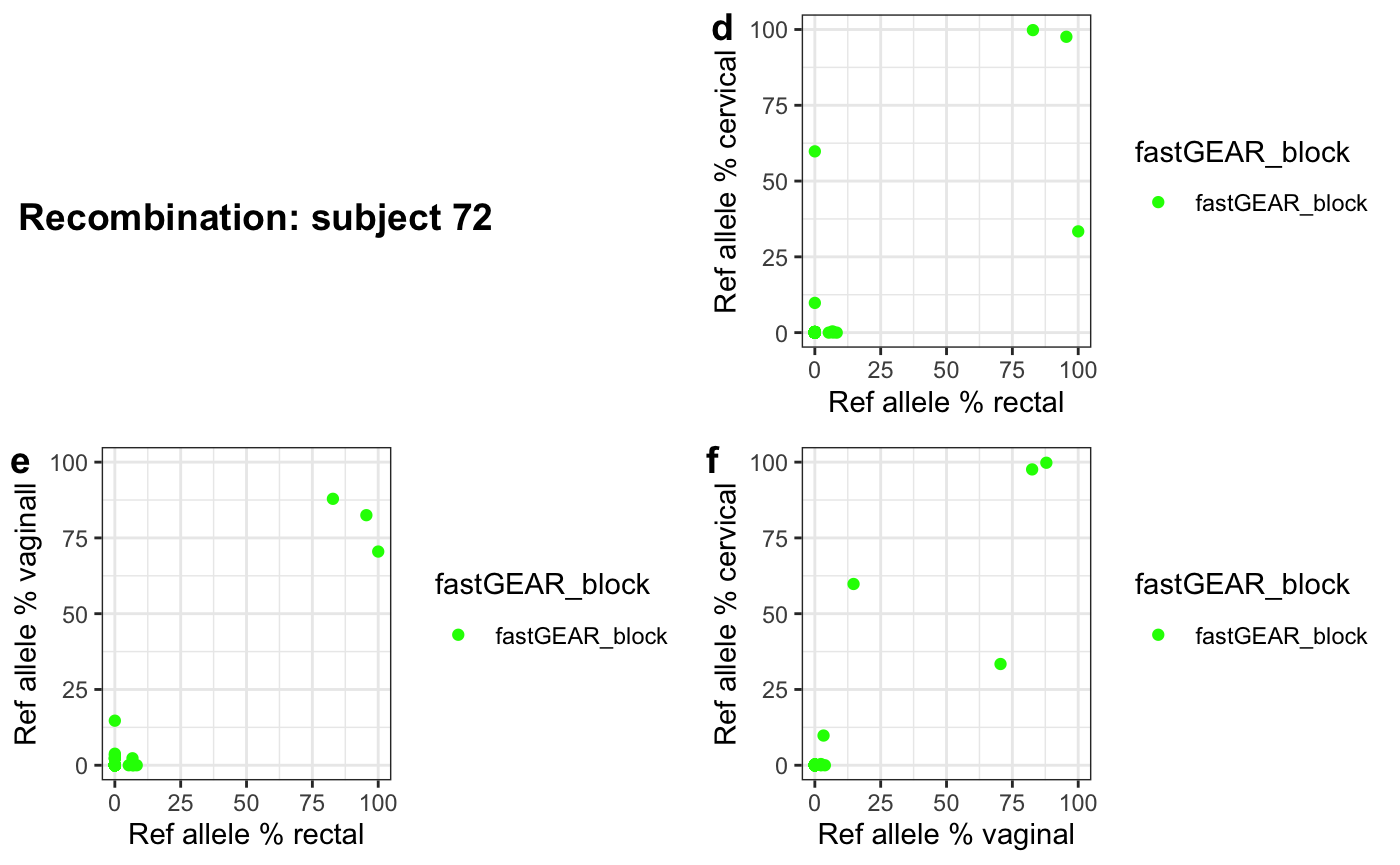 Recombination: subject 72
d
Ref allele % cervical
100
75
50
25
0
0 25 50 75 100
Ref allele % rectal
fastGEAR_block
fastGEAR_block
e
Ref allele % vaginall
100
75
50
25
0
0 25 50 75 100
Ref allele % rectal
fastGEAR_block
fastGEAR_block
f
Ref allele % cervical
100
75
50
25
0
0 25 50 75 100
Ref allele % vaginal
fastGEAR_block
fastGEAR_block